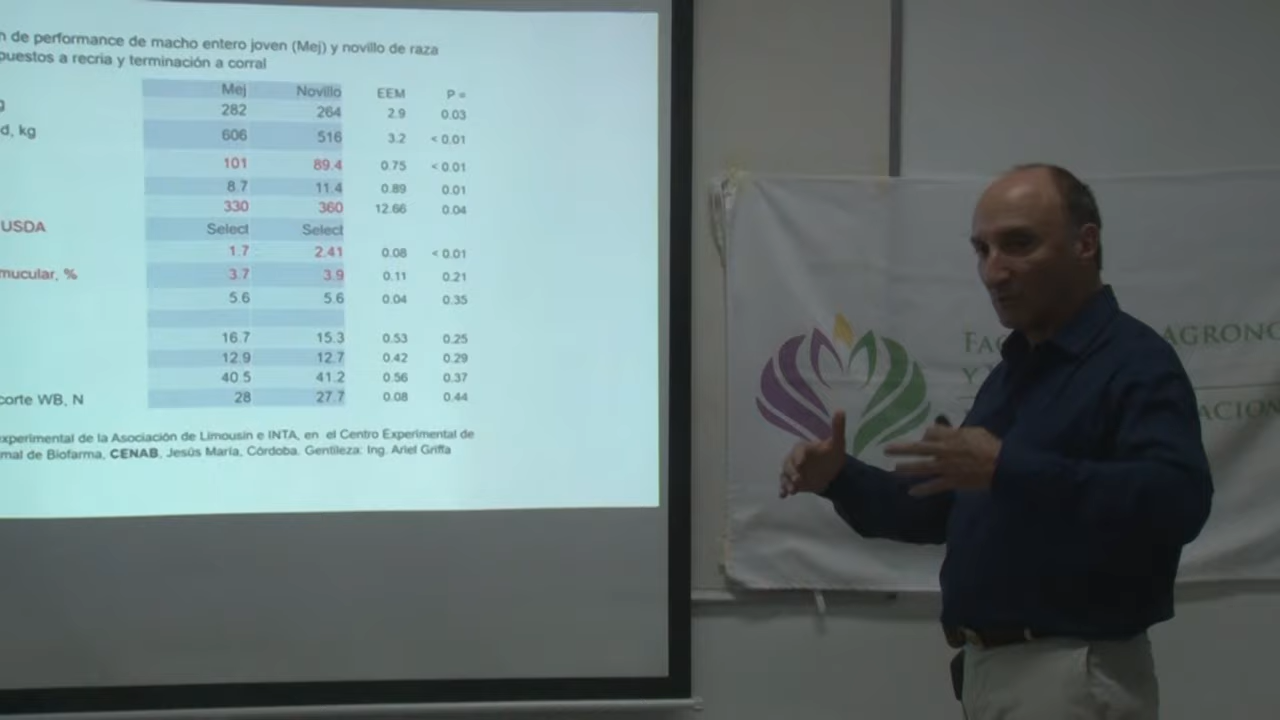 de performance de macho entero joven (Mej) y novillo de raza
puestos a recria y terminación a corral
Mej Novillo EEM P =
282 264 2.9 0.03
d, kg 606 516 3.2 < 0.01
101 89.4 0.75 < 0.01
8.7 11.4 0.89 0.01
330 360 12.66 0.04
USDA Select Select
1.7 2.41 0.08 < 0.01
mucular, % 3.7 3.9 0.11 0.21
5.6 5.6 0.04 0.35
16.7 15.3 0.53 0.25
12.9 12.7 0.42 0.29
40.5 41.2 0.56 0.37
corte WB, N 28 27.7 0.08 0.44
xperimental de la Asociación de Limousin e INTA, en el Centro Experimental de
mal de Biofarma, CENAB, Jesús María, Córdoba. Gentileza: Ing. Ariel Griffa
FAC AGRONO
Y
ACION